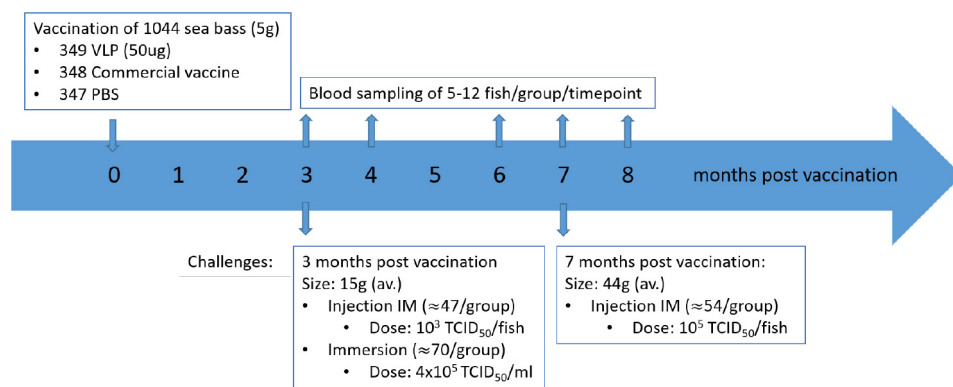 Vaccination of 1044 sea bass (5g)
• 349 VLP (50ug)
• 348 Commercial vaccine
• 347 PBS
Blood sampling of 5-12 fish/group/timepoint
0 1 2 3 4 5 6 7 8 months post vaccination
Challenges:
3 months post vaccination
Size: 15g (av.)
• Injection IM (≈47/group)
• Dose: 10³ TCID₅₀/fish
• Immersion (≈70/group)
• Dose: 4x10⁵ TCID₅₀/ml
7 months post vaccination:
Size: 44g (av.)
• Injection IM (≈54/group)
• Dose: 10⁵ TCID₅₀/fish